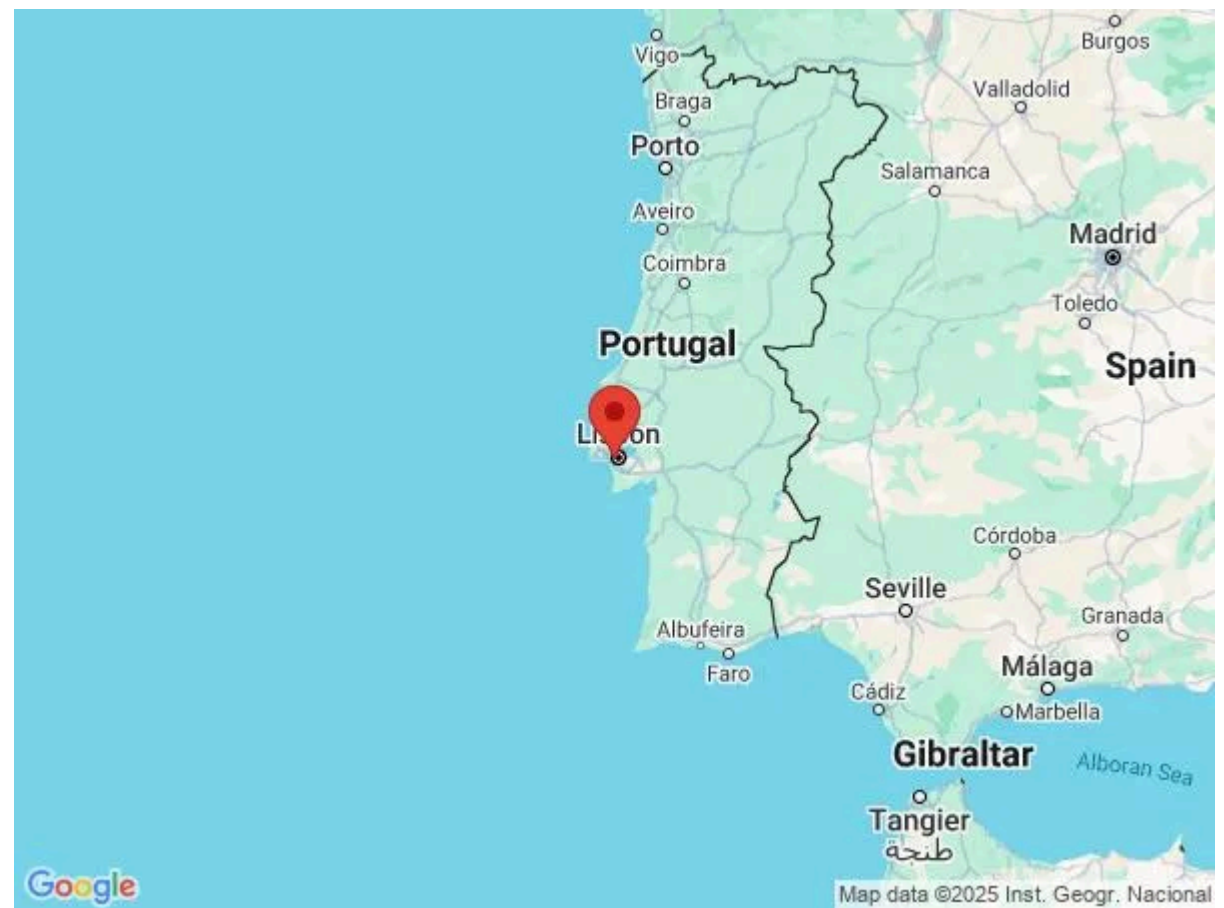 Burgos
Vigo
Valladolid
Braga
Porto
Salamanca
Aveiro
Madrid
Coimbra
Toledo
Portugal
Spain
Lisbon
Córdoba
Seville
Granada
Albufeira
Málaga
Faro
Cádiz
Marbella
Gibraltar
Alboran Sea
Tangier
طنجة
Google
Map data ©2025 Inst. Geogr. Nacional